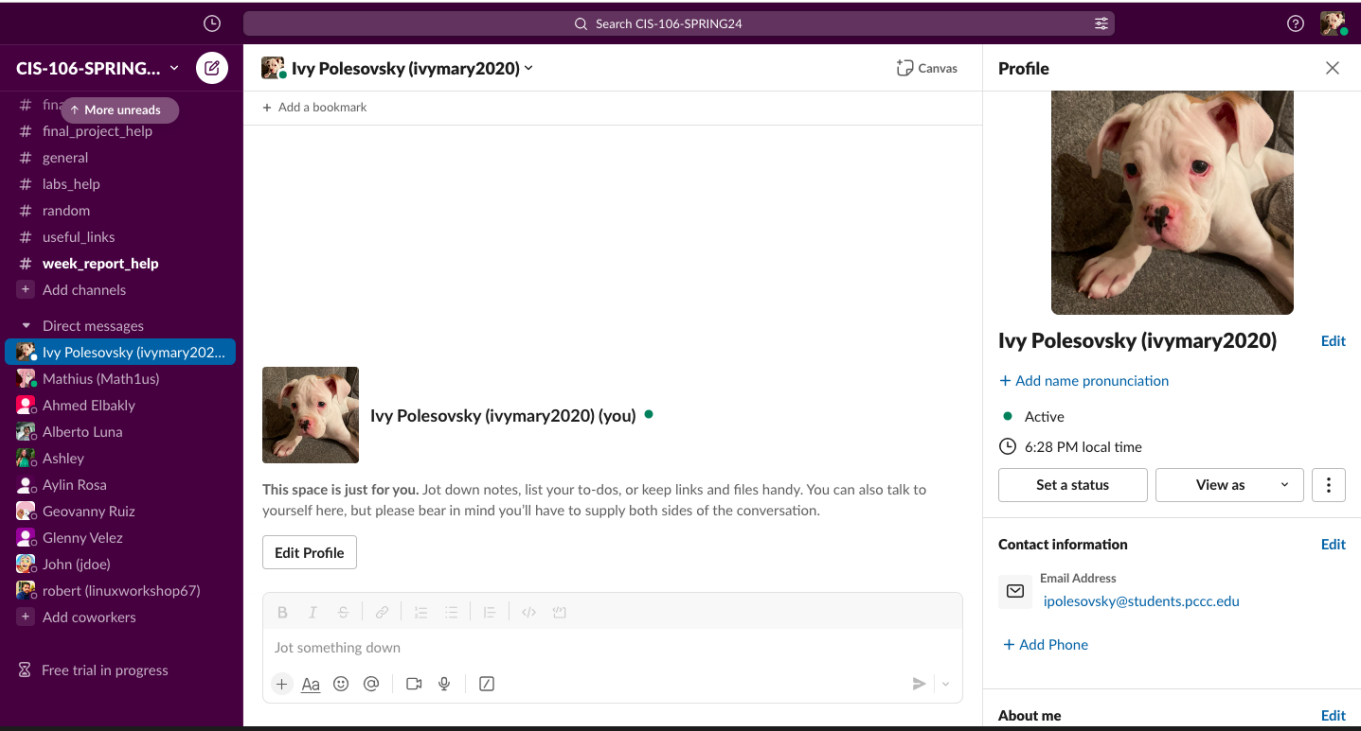 Search CIS-106-SPRING24
CIS-106-SPRING...
# fina
↑ More unreads
# final_project_help
# general
# labs_help
# random
# useful_links
# week_report_help
+ Add channels
Direct messages
Ivy Polesovsky (ivymary202...
Mathius (Math1us)
Ahmed Elbakly
Alberto Luna
Ashley
Aylin Rosa
Geovanny Ruiz
Glenny Velez
John (jdoe)
robert (linuxworkshop67)
+ Add coworkers
Free trial in progress
Ivy Polesovsky (ivymary2020)
Canvas
+ Add a bookmark
Ivy Polesovsky (ivymary2020) (you)
This space is just for you. Jot down notes, list your to-dos, or keep links and files handy. You can also talk to
yourself here, but please bear in mind you'll have to supply both sides of the conversation.
Edit Profile
B I S
Jot something down
+ Aa @
Profile
Ivy Polesovsky (ivymary2020) Edit
+ Add name pronunciation
Active
6:28 PM local time
Set a status View as
Contact information Edit
Email Address
ipolesovsky@students.pccc.edu
+ Add Phone
About me Edit